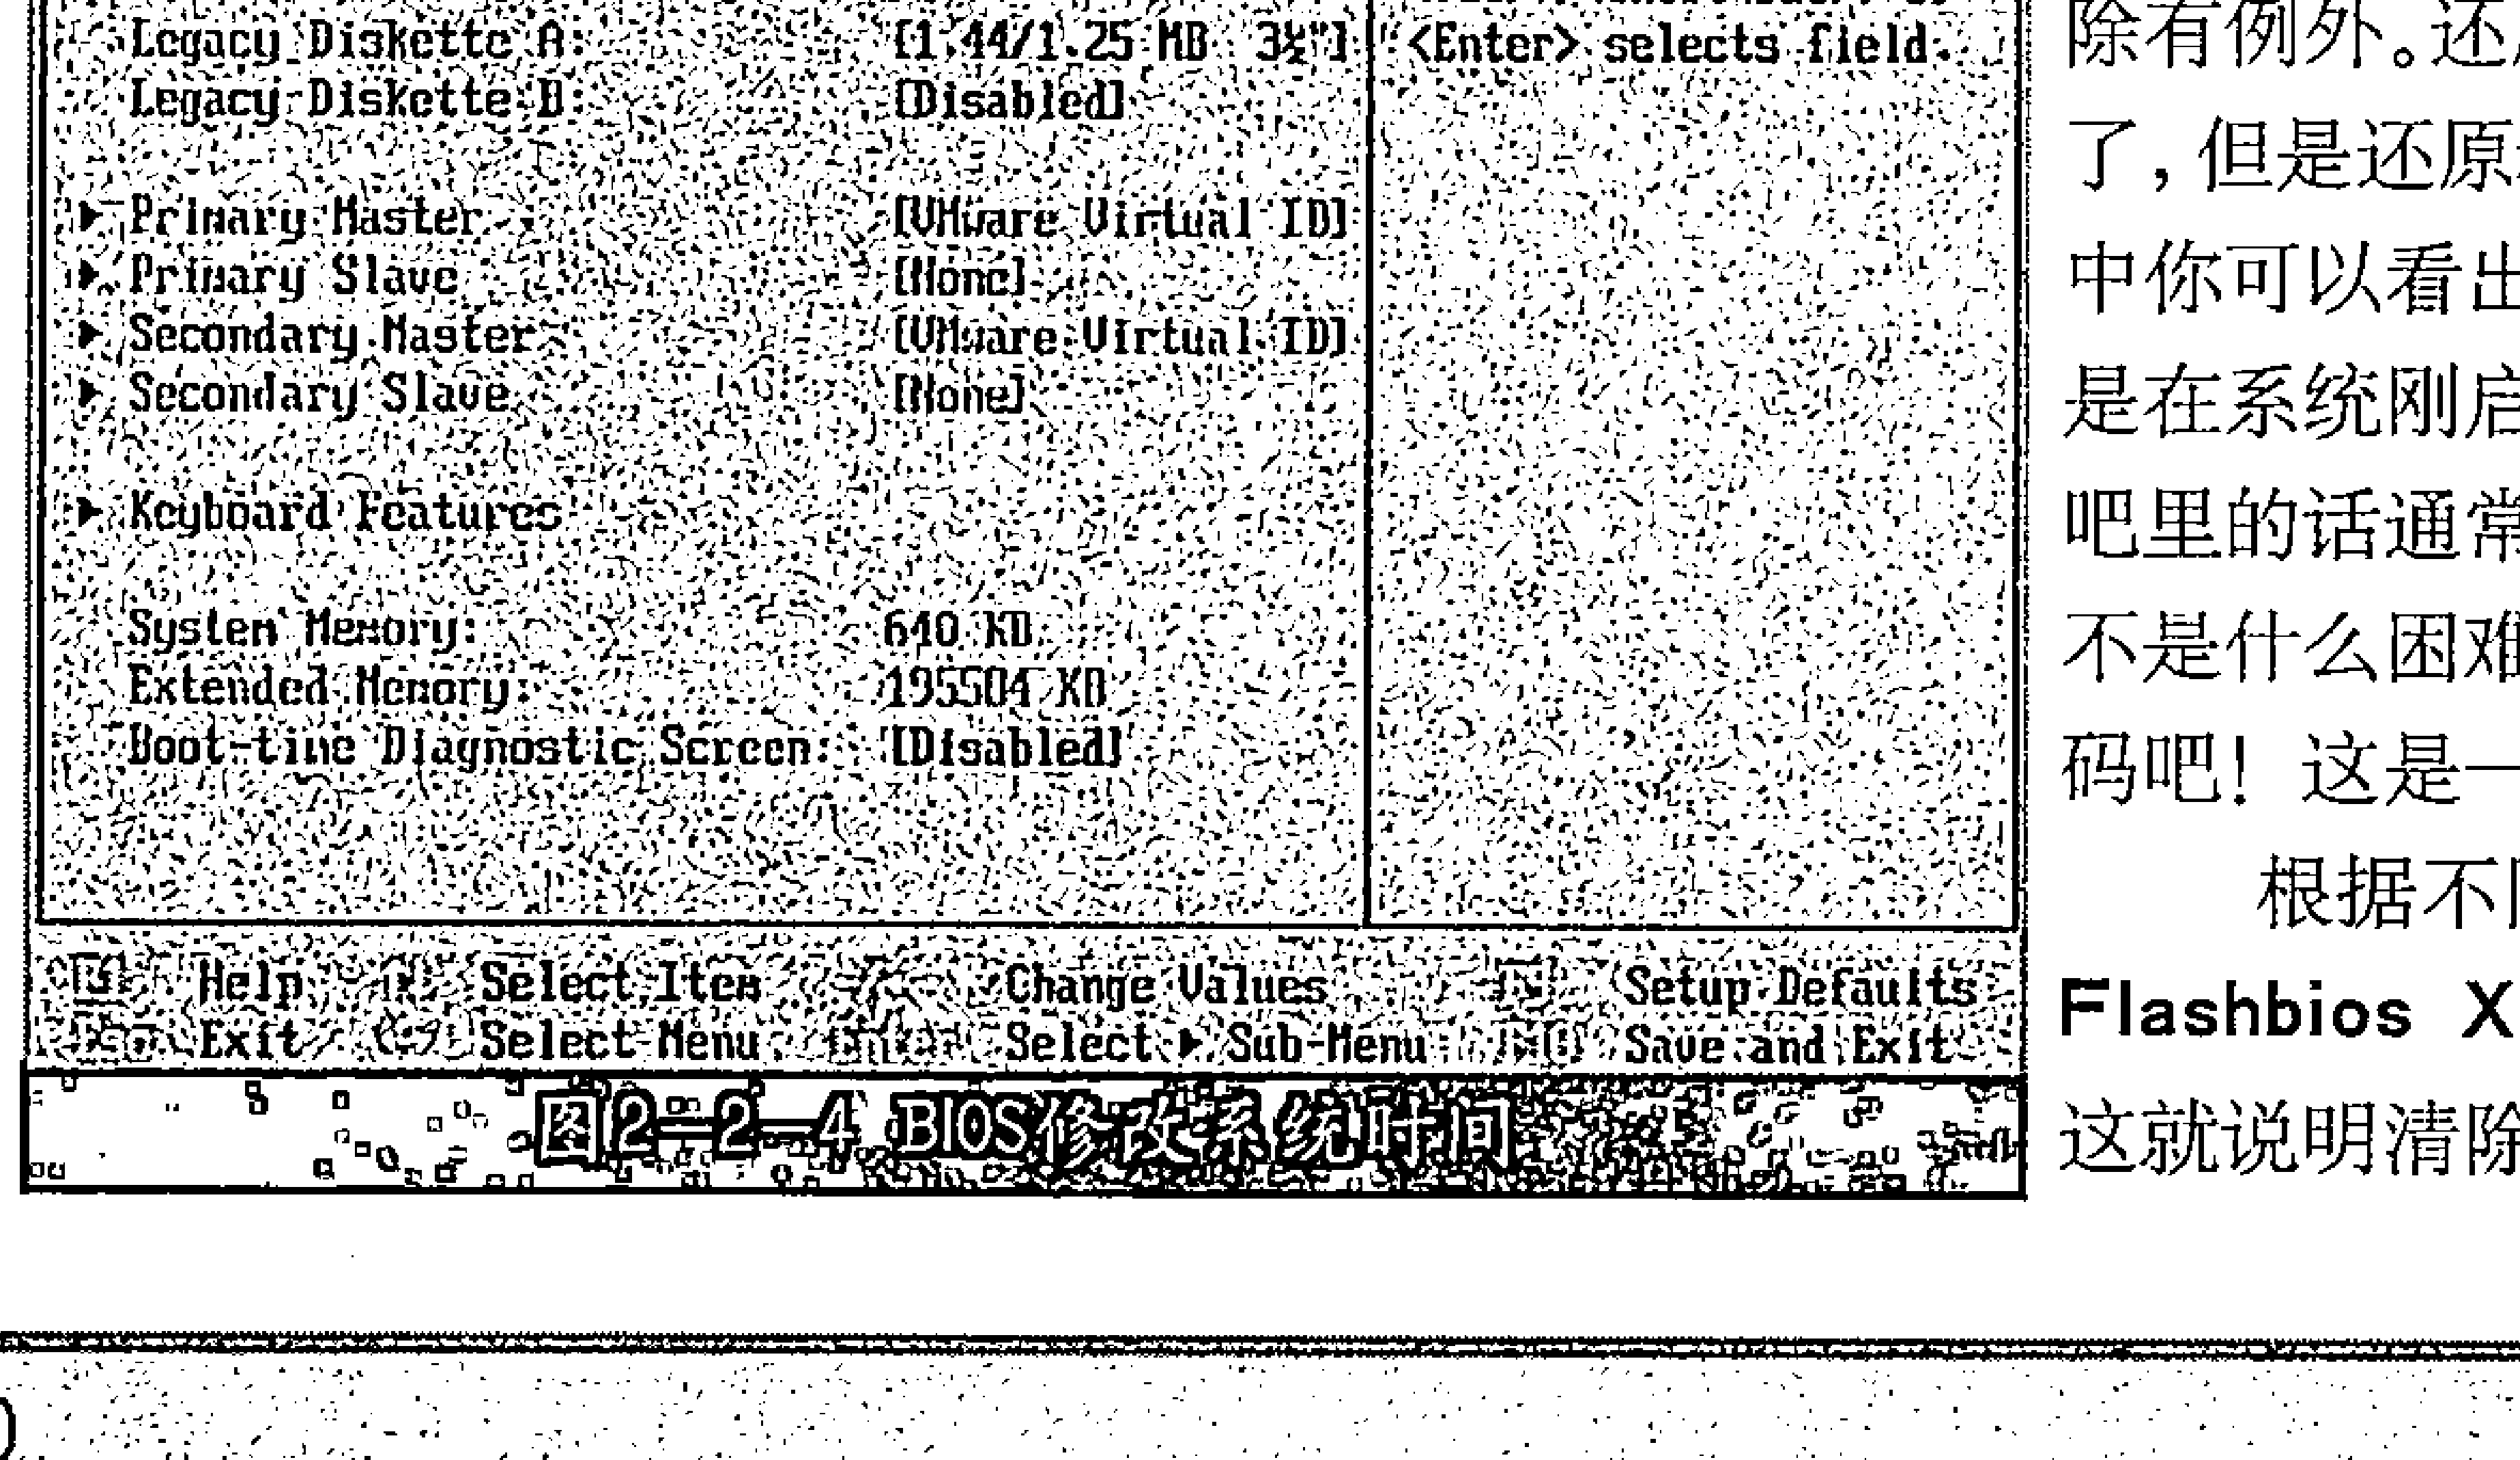 Legacy Diskette A: [1.44/1.25 MB 3½"]
Legacy Diskette B: [Disabled]
▶ Primary Master [VMware Virtual ID]
▶ Primary Slave [None]
▶ Secondary Master [VMware Virtual ID]
▶ Secondary Slave [None]
▶ Keyboard Features
System Memory: 640 KB
Extended Memory: 195584 KB
Boot-time Diagnostic Screen: [Disabled]
<Enter> selects field.
Help Select Item Change Values Setup Defaults
Exit Select Menu Enter Select ▶ Sub-Menu Save and Exit
图2—2—4 BIOS修改系统时间
除有例外。还
了，但是还原
中你可以看出
是在系统刚启
吧里的话通常
不是什么困难
码吧！这是一
根据不
Flashbios X
这就说明清除